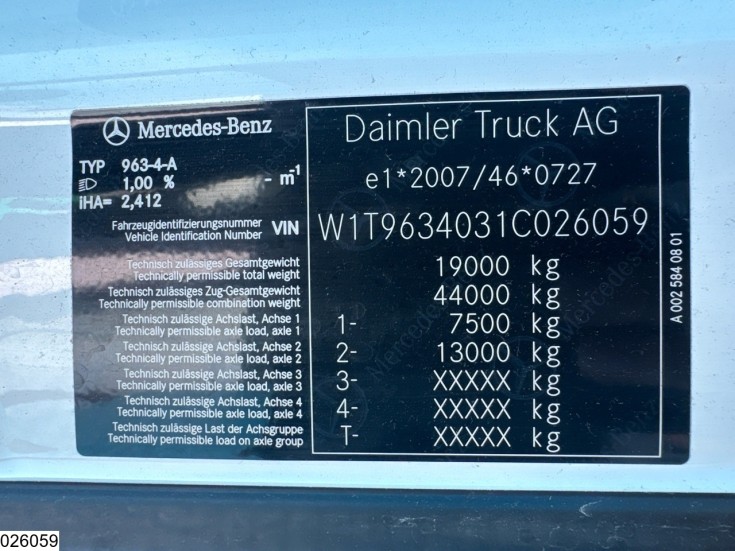 Mercedes-Benz
Daimler Truck AG
TYP 963-4-A
1,00 % - m-1
iHA= 2,412
e1*2007/46*0727
Fahrzeugidentifizierungsnummer
Vehicle Identification Number VIN
W1T9634031C026059
Technisch zulässiges Gesamtgewicht
Technically permissible total weight
19000 kg
Technisch zulässiges Zug-Gesamtgewicht
Technically permissible combination weight
44000 kg
Technisch zulässige Achslast, Achse 1
Technically permissible axle load, axle 1
1- 7500 kg
Technisch zulässige Achslast, Achse 2
Technically permissible axle load, axle 2
2- 13000 kg
Technisch zulässige Achslast, Achse 3
Technically permissible axle load, axle 3
3- XXXXX kg
Technisch zulässige Achslast, Achse 4
Technically permissible axle load, axle 4
4- XXXXX kg
Technisch zulässige Last der Achsgruppe
Technically permissible load on axle group
T- XXXXX kg
A 002 584 08 01
026059